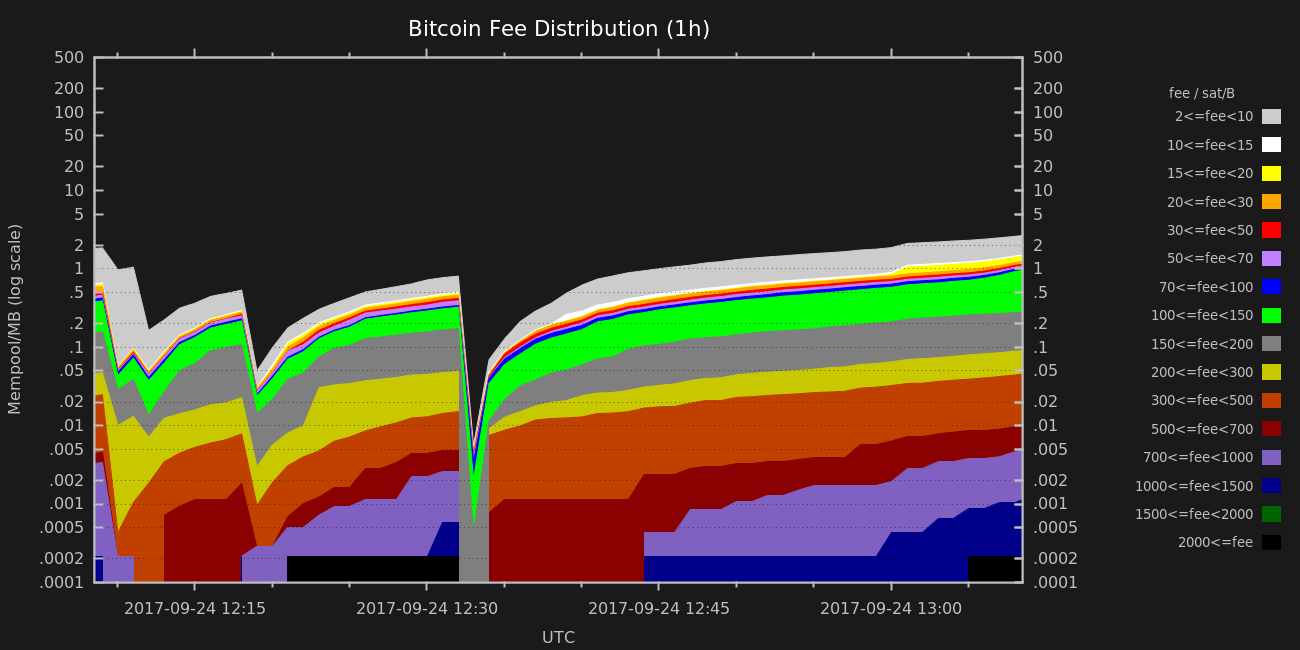 Bitcoin Fee Distribution (1h)
Mempool/MB (log scale)
500
200
100
50
20
10
5
2
1
.5
.2
.1
.05
.02
.01
.005
.002
.001
.0005
.0002
.0001
500
200
100
50
20
10
5
2
1
.5
.2
.1
.05
.02
.01
.005
.002
.001
.0005
.0002
.0001
2017-09-24 12:15
2017-09-24 12:30
2017-09-24 12:45
2017-09-24 13:00
UTC
fee / sat/B
2<=fee<10
10<=fee<15
15<=fee<20
20<=fee<30
30<=fee<50
50<=fee<70
70<=fee<100
100<=fee<150
150<=fee<200
200<=fee<300
300<=fee<500
500<=fee<700
700<=fee<1000
1000<=fee<1500
1500<=fee<2000
2000<=fee